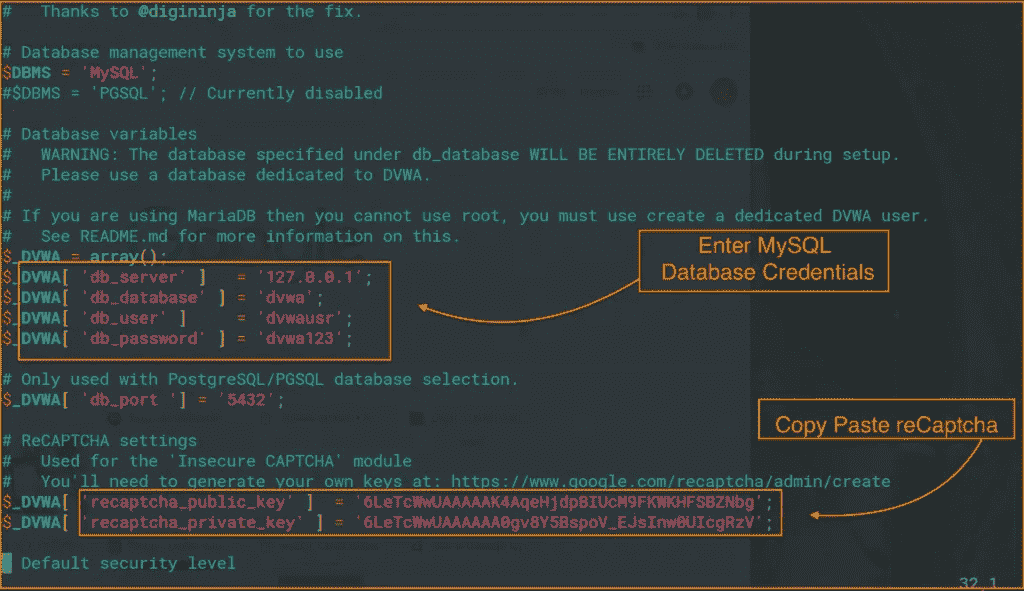 #   Thanks to @digininja for the fix.
# Database management system to use
$DBMS = 'MySQL';
#$DBMS = 'PGSQL'; // Currently disabled
# Database variables
#   WARNING: The database specified under db_database WILL BE ENTIRELY DELETED during setup.
#   Please use a database dedicated to DVWA.
#
# If you are using MariaDB then you cannot use root, you must use create a dedicated DVWA user.
#   See README.md for more information on this.
$_DVWA = array();
Enter MySQL
Database Credentials
$_DVWA[ 'db_server' ]   = '127.0.0.1';
$_DVWA[ 'db_database' ] = 'dvwa';
$_DVWA[ 'db_user' ]     = 'dvwausr';
$_DVWA[ 'db_password' ] = 'dvwa123';
# Only used with PostgreSQL/PGSQL database selection.
$_DVWA[ 'db_port '] = '5432';
Copy Paste reCaptcha
# ReCAPTCHA settings
#   Used for the 'Insecure CAPTCHA' module
#   You'll need to generate your own keys at: https://www.google.com/recaptcha/admin/create
$_DVWA[ 'recaptcha_public_key' ]  = '6LeTcWwUAAAAAK4AqeHjdpBIUcM9FKWKHFSBZNbg';
$_DVWA[ 'recaptcha_private_key' ] = '6LeTcWwUAAAAAA0gv8Y5BspoV_EJsInw0UIcgRzV';
Default security level
32,1